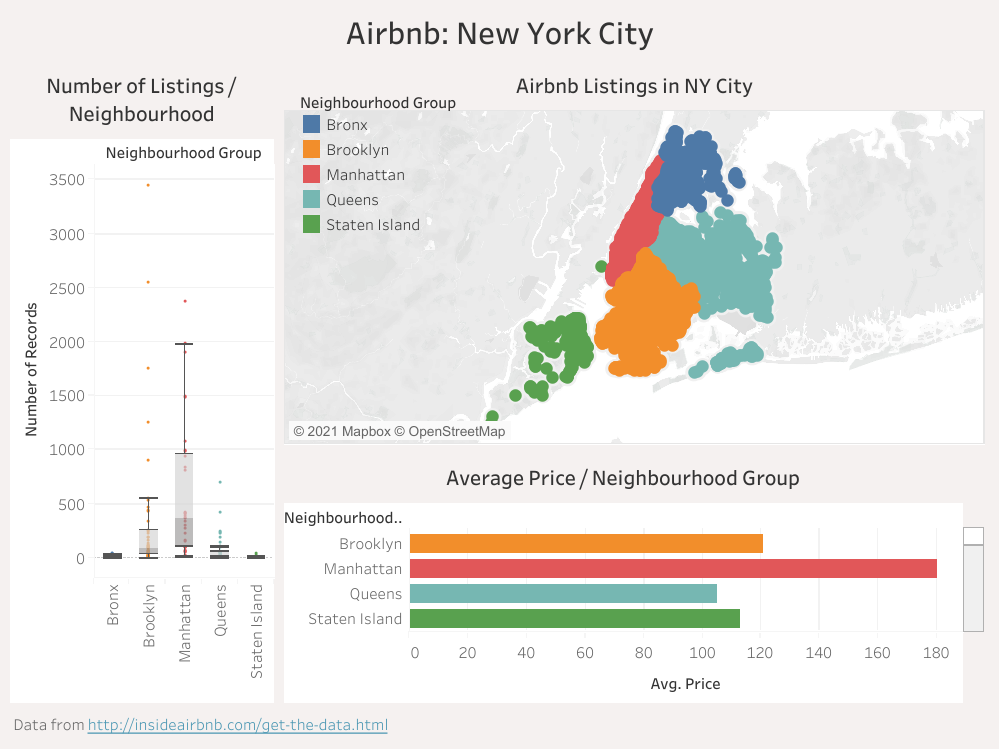 Airbnb: New York City
Number of Listings /
Neighbourhood
Neighbourhood Group
Number of Records
3500
3000
2500
2000
1500
1000
500
0
Bronx
Brooklyn
Manhattan
Queens
Staten Island
Airbnb Listings in NY City
Neighbourhood Group
Bronx
Brooklyn
Manhattan
Queens
Staten Island
© 2021 Mapbox © OpenStreetMap
Average Price / Neighbourhood Group
Neighbourhood..
Brooklyn
Manhattan
Queens
Staten Island
0 20 40 60 80 100 120 140 160 180
Avg. Price
Data from http://insideairbnb.com/get-the-data.html